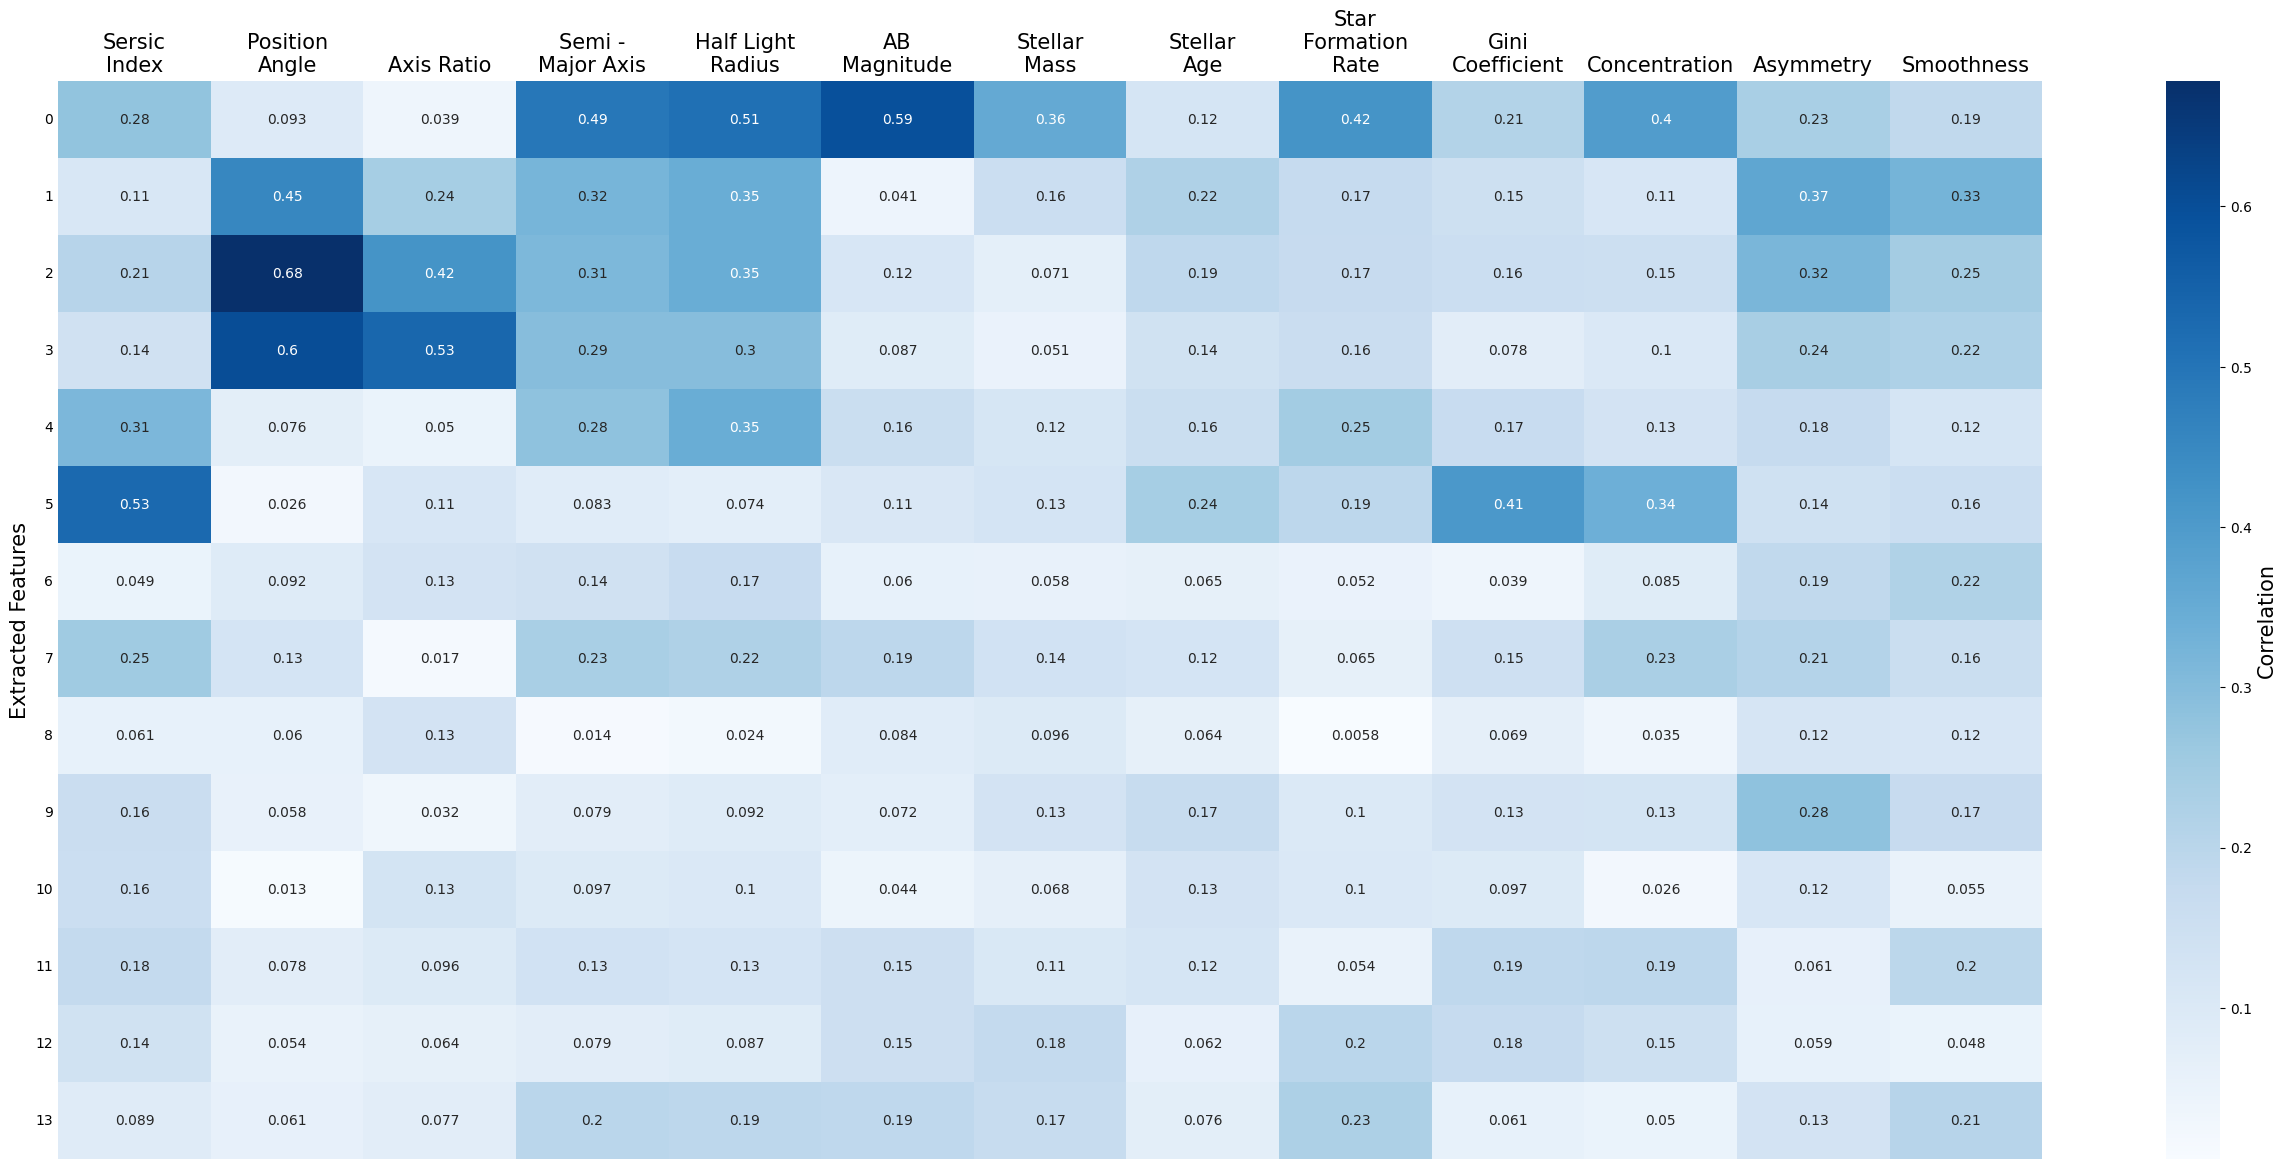 Star
Sersic Position Semi - Half Light AB Stellar Stellar Formation Gini
Index Angle Axis Ratio Major Axis Radius Magnitude Mass Age Rate Coefficient Concentration Asymmetry Smoothness
0 0.28 0.093 0.039 0.49 0.51 0.59 0.36 0.12 0.42 0.21 0.4 0.23 0.19
1 0.11 0.45 0.24 0.32 0.35 0.041 0.16 0.22 0.17 0.15 0.11 0.37 0.33
2 0.21 0.68 0.42 0.31 0.35 0.12 0.071 0.19 0.17 0.16 0.15 0.32 0.25
3 0.14 0.6 0.53 0.29 0.3 0.087 0.051 0.14 0.16 0.078 0.1 0.24 0.22
4 0.31 0.076 0.05 0.28 0.35 0.16 0.12 0.16 0.25 0.17 0.13 0.18 0.12
5 0.53 0.026 0.11 0.083 0.074 0.11 0.13 0.24 0.19 0.41 0.34 0.14 0.16
6 0.049 0.092 0.13 0.14 0.17 0.06 0.058 0.065 0.052 0.039 0.085 0.19 0.22
7 0.25 0.13 0.017 0.23 0.22 0.19 0.14 0.12 0.065 0.15 0.23 0.21 0.16
8 0.061 0.06 0.13 0.014 0.024 0.084 0.096 0.064 0.0058 0.069 0.035 0.12 0.12
9 0.16 0.058 0.032 0.079 0.092 0.072 0.13 0.17 0.1 0.13 0.13 0.28 0.17
10 0.16 0.013 0.13 0.097 0.1 0.044 0.068 0.13 0.1 0.097 0.026 0.12 0.055
11 0.18 0.078 0.096 0.13 0.13 0.15 0.11 0.12 0.054 0.19 0.19 0.061 0.2
12 0.14 0.054 0.064 0.079 0.087 0.15 0.18 0.062 0.2 0.18 0.15 0.059 0.048
13 0.089 0.061 0.077 0.2 0.19 0.19 0.17 0.076 0.23 0.061 0.05 0.13 0.21
Extracted Features
0.6
0.5
0.4
0.3
0.2
0.1
Correlation